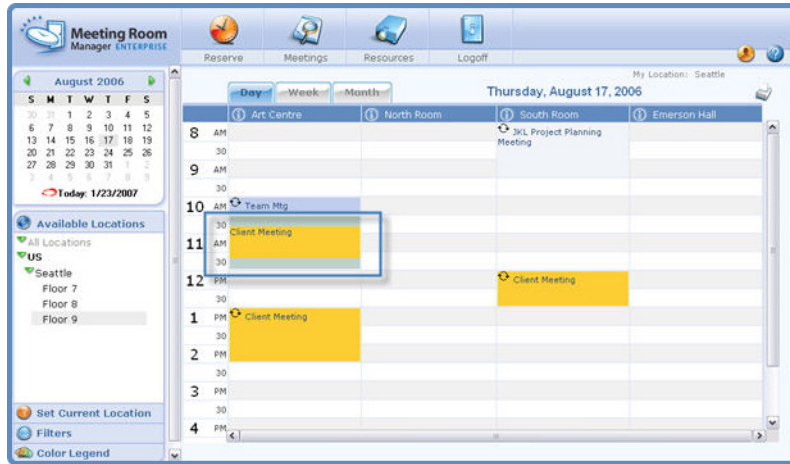 Meeting Room
Manager ENTERPRISE
Reserve Meetings Resources Logoff
My Location: Seattle
August 2006
S M T W T F S
30 31 1 2 3 4 5
6 7 8 9 10 11 12
13 14 15 16 17 18 19
20 21 22 23 24 25 26
27 28 29 30 31 1 2
3 4 5 6 7 8 9
Today: 1/23/2007
Available Locations
All Locations
US
Seattle
Floor 7
Floor 8
Floor 9
Set Current Location
Filters
Color Legend
Day Week Month
Thursday, August 17, 2006
Art Centre North Room South Room Emerson Hall
8 AM
JKL Project Planning
Meeting
30
9 AM
30
10 AM Team Mtg
30
Client Meeting
11 AM
30
12 PM Client Meeting
30
1 PM Client Meeting
30
2 PM
30
3 PM
30
4 PM